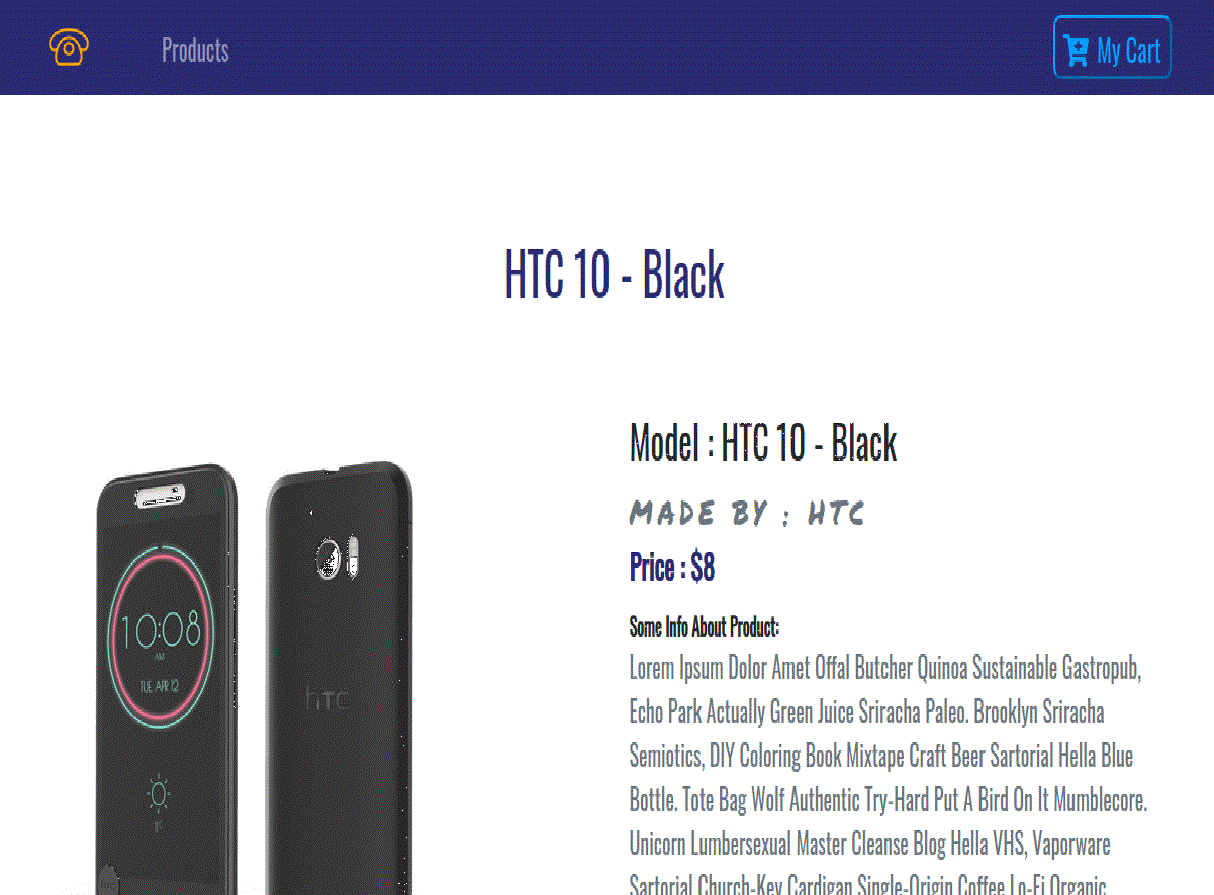 Products
My Cart
HTC 10 - Black
Model : HTC 10 - Black
MADE BY : HTC
Price : $8
Some Info About Product:
Lorem Ipsum Dolor Amet Offal Butcher Quinoa Sustainable Gastropub,
Echo Park Actually Green Juice Sriracha Paleo. Brooklyn Sriracha
Semiotics, DIY Coloring Book Mixtape Craft Beer Sartorial Hella Blue
Bottle. Tote Bag Wolf Authentic Try-Hard Put A Bird On It Mumblecore.
Unicorn Lumbersexual Master Cleanse Blog Hella VHS, Vaporware
Sartorial Church-Key Cardigan Single-Origin Coffee Lo-Fi Organic
10:08
AM
TUE, APR 12
hTC